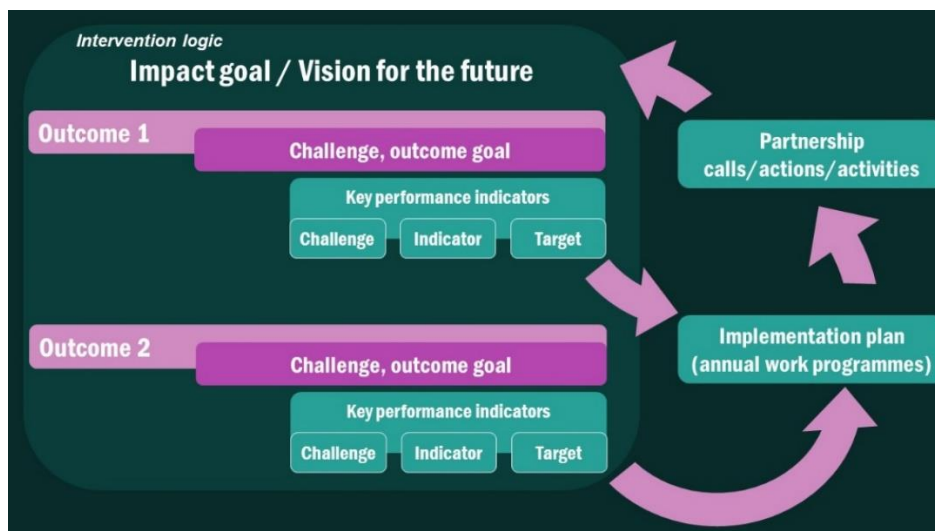 Intervention logic
Impact goal / Vision for the future
Outcome 1
Challenge, outcome goal
Key performance indicators
Challenge
Indicator
Target
Outcome 2
Challenge, outcome goal
Key performance indicators
Challenge
Indicator
Target
Partnership
calls/actions/activities
Implementation plan
(annual work programmes)